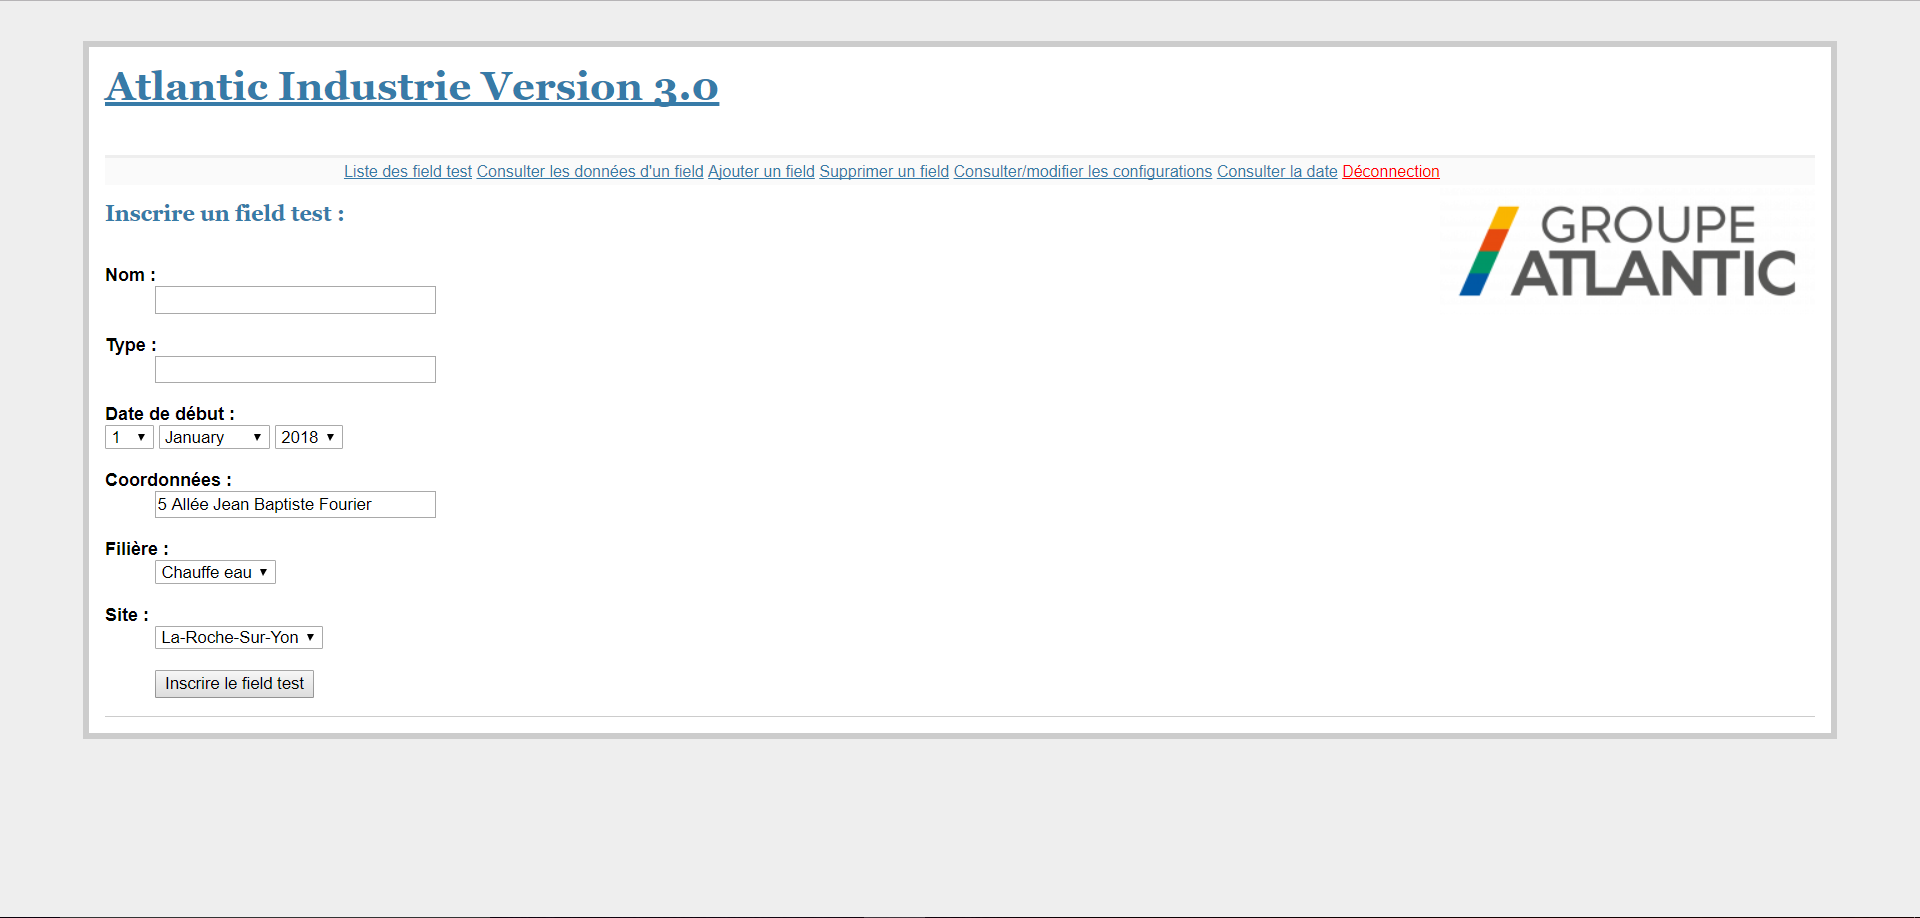 Atlantic Industrie Version 3.0
Liste des field test Consulter les données d'un field Ajouter un field Supprimer un field Consulter/modifier les configurations Consulter la date Déconnection
Inscrire un field test :
GROUPE
ATLANTIC
Nom :
Type :
Date de début :
1 January 2018
Coordonnées :
5 Allée Jean Baptiste Fourier
Filière :
Chauffe eau
Site :
La-Roche-Sur-Yon
Inscrire le field test